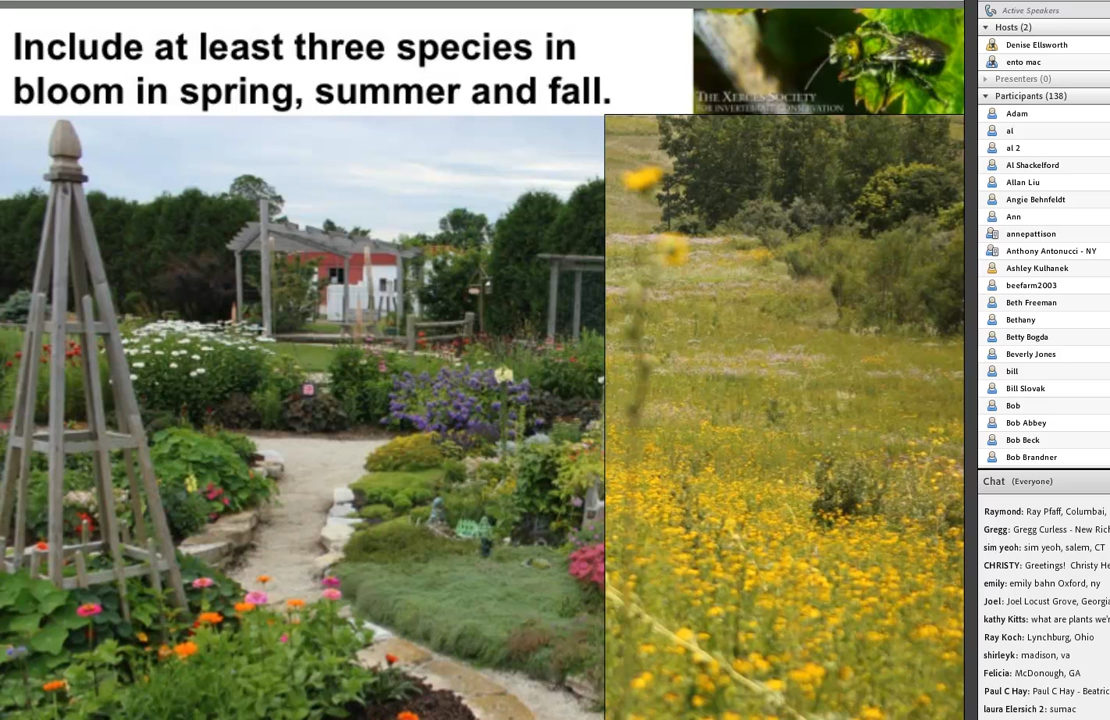 Include at least three species in
bloom in spring, summer and fall.
THE XERCES SOCIETY
FOR INVERTEBRATE CONSERVATION
Active Speakers
Hosts (2)
Denise Ellsworth
ento mac
Presenters (0)
Participants (138)
Adam
al
al 2
Al Shackelford
Allan Liu
Angie Behnfeldt
Ann
annepattison
Anthony Antonucci - NY
Ashley Kulhanek
beefarm2003
Beth Freeman
Bethany
Betty Bogda
Beverly Jones
bill
Bill Slovak
Bob
Bob Abbey
Bob Beck
Bob Brandner
Chat (Everyone)
Raymond: Ray Pfaff, Columbai,
Gregg: Gregg Curless - New Rich
sim yeoh: sim yeoh, salem, CT
CHRISTY: Greetings! Christy He
emily: emily bahn Oxford, ny
Joel: Joel Locust Grove, Georgia
kathy Kitts: what are plants we'r
Ray Koch: Lynchburg, Ohio
shirleyk: madison, va
Felicia: McDonough, GA
Paul C Hay: Paul C Hay - Beatric
laura Elersich 2: sumac